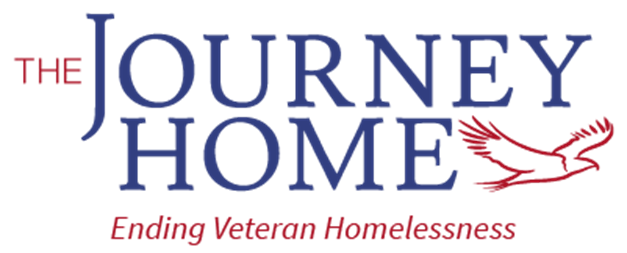 THE JOURNEY
HOME
Ending Veteran Homelessness